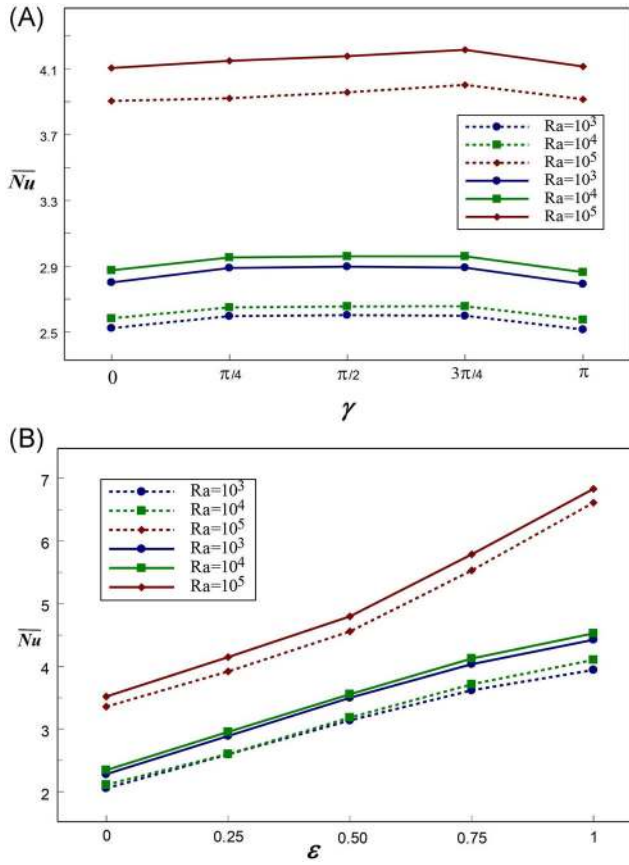 (A)
4.1
3.7
3.3
2.9
2.5
Nu
Ra=10³
Ra=10⁴
Ra=10⁵
Ra=10³
Ra=10⁴
Ra=10⁵
0 π/4 π/2 3π/4 π
γ
(B)
7
6
5
4
3
2
Nu
Ra=10³
Ra=10⁴
Ra=10⁵
Ra=10³
Ra=10⁴
Ra=10⁵
0 0.25 0.50 0.75 1
ε